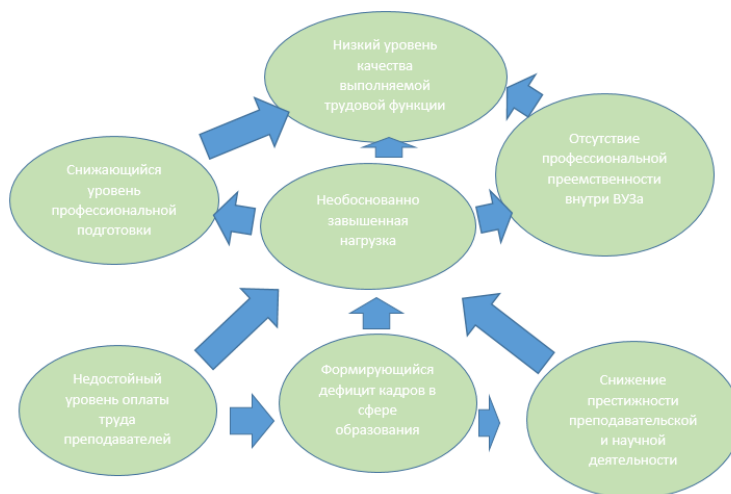 Низкий уровень
качества
выполняемой
трудовой функции
Снижающийся
уровень
профессиональной
подготовки
Необоснованно
завышенная
нагрузка
Отсутствие
профессиональной
преемственности
внутри ВУЗа
Недостойный
уровень оплаты
труда
преподавателей
Формирующийся
дефицит кадров в
сфере
образования
Снижение
престижности
преподавательской
и научной
деятельности